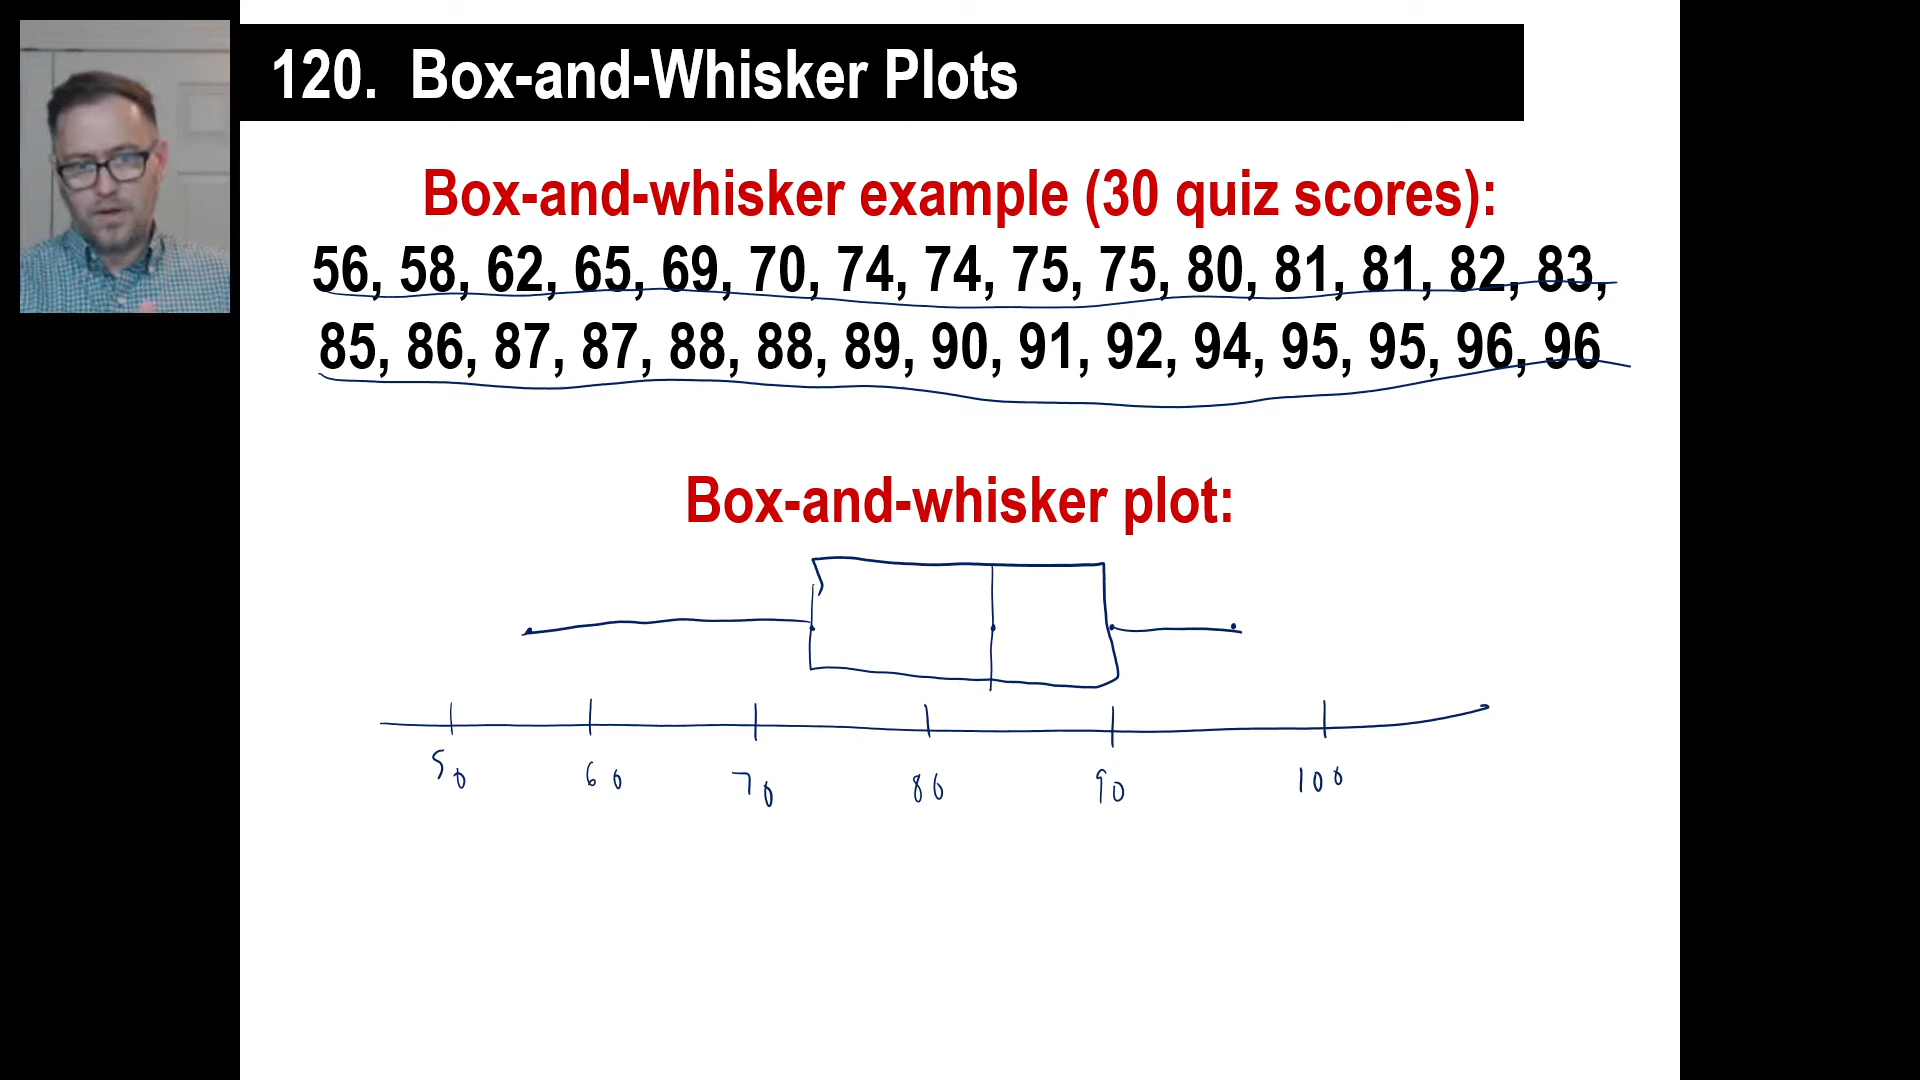 120. Box-and-Whisker Plots
Box-and-whisker example (30 quiz scores):
56, 58, 62, 65, 69, 70, 74, 74, 75, 75, 80, 81, 81, 82, 83,
85, 86, 87, 87, 88, 88, 89, 90, 91, 92, 94, 95, 95, 96, 96
Box-and-whisker plot:
50 60 70 80 90 100